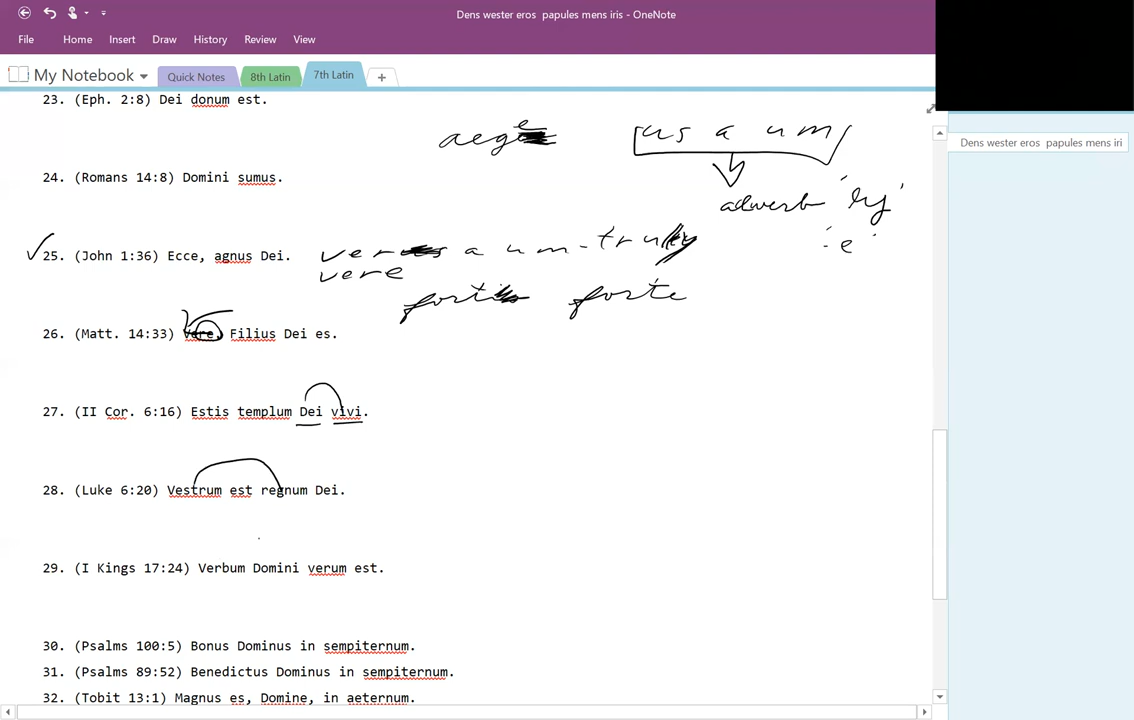 Dens wester eros papules mens iris - OneNote
File Home Insert Draw History Review View
My Notebook Quick Notes 8th Latin 7th Latin +
Dens wester eros papules mens iri
23. (Eph. 2:8) Dei donum est.
aege us a um
24. (Romans 14:8) Domini sumus.
adverb 'ly'
'e'
25. (John 1:36) Ecce, agnus Dei. ver a um - tru
vere
forti forte
26. (Matt. 14:33) Vere, Filius Dei es.
27. (II Cor. 6:16) Estis templum Dei vivi.
28. (Luke 6:20) Vestrum est regnum Dei.
29. (I Kings 17:24) Verbum Domini verum est.
30. (Psalms 100:5) Bonus Dominus in sempiternum.
31. (Psalms 89:52) Benedictus Dominus in sempiternum.
32. (Tobit 13:1) Magnus es, Domine, in aeternum.